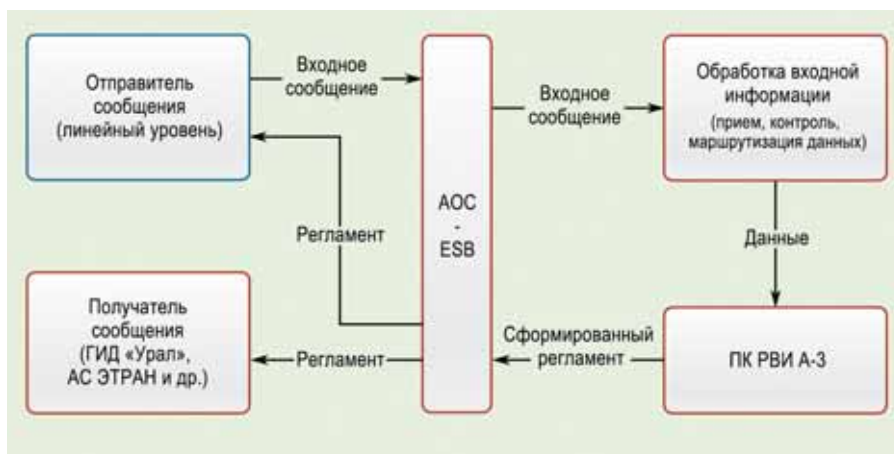 Отправитель
сообщения
(линейный уровень)
Входное
сообщение
АОС
-
ESB
Входное
сообщение
Обработка входной
информации
(прием, контроль,
маршрутизация данных)
Регламент
Данные
Получатель
сообщения
(ГИД «Урал»,
АС ЭТРАН и др.)
Регламент
Сформированный
регламент
ПК РВИ А-3